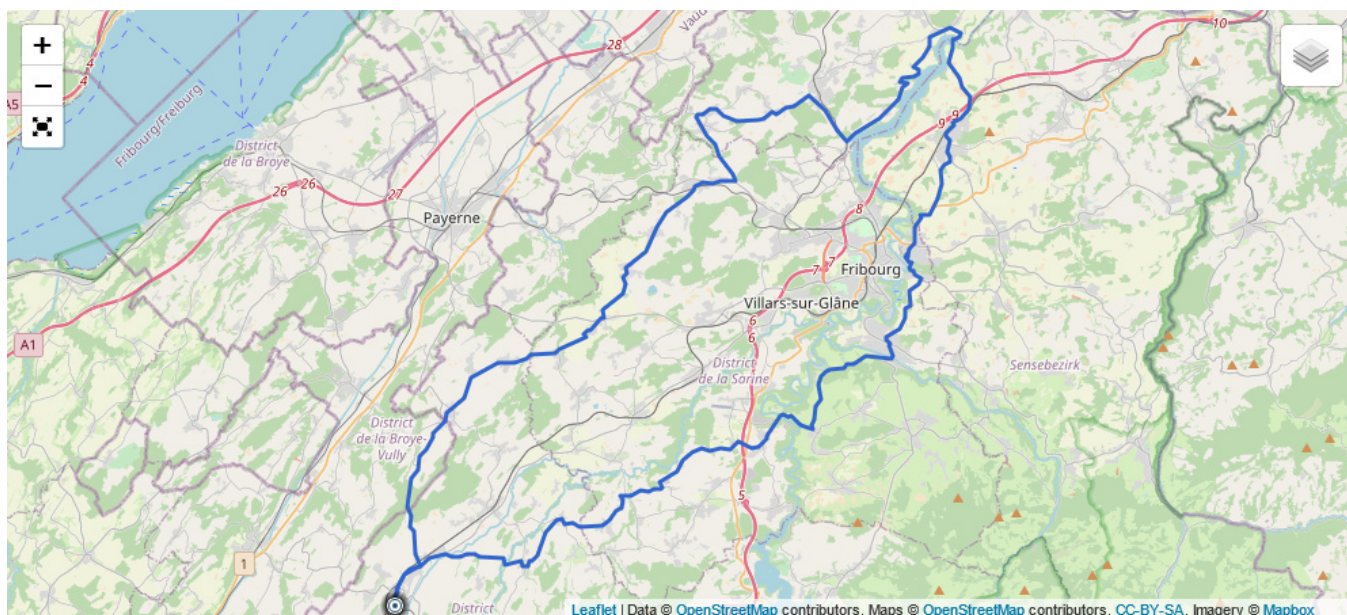 +
−
A5
4
4
Fribourg/Freiburg
District
de la Broye
26
26
27
28
Vaud
10
Payerne
9
9
8
7
7
Fribourg
Villars-sur-Glâne
6
6
A1
District
de la Sarine
Sensebezirk
District
de la Broye-
Vully
5
1
District
Leaflet | Data © OpenStreetMap contributors, Maps © OpenStreetMap contributors, CC-BY-SA, Imagery © Mapbox